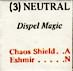 (3) NEUTRAL
Dispel Magic
Chaos Shield..A
Eshmir.....N